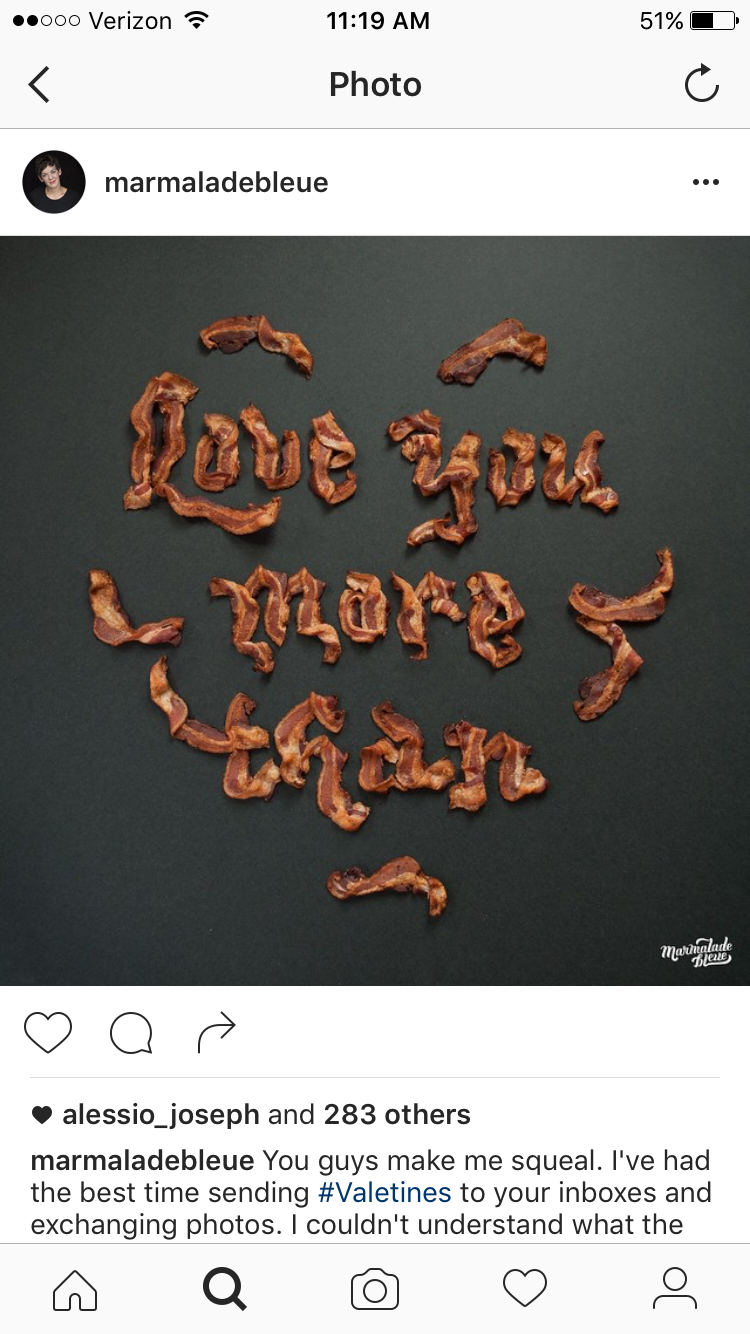 Verizon 11:19 AM 51%
Photo
marmaladebleue
Love you
more
than
Marmalade
Bleue
alessio_joseph and 283 others
marmaladebleue You guys make me squeal. I've had
the best time sending #Valetines to your inboxes and
exchanging photos. I couldn't understand what the